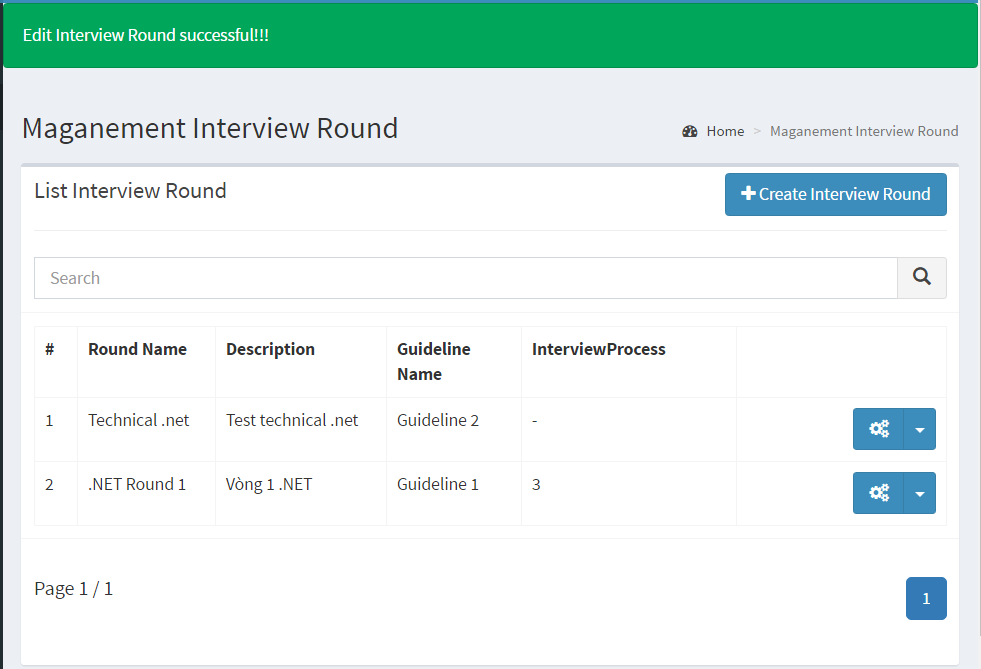 Edit Interview Round successful!!!
Maganement Interview Round
Home > Maganement Interview Round
List Interview Round
Create Interview Round
Search
# Round Name Description Guideline Name InterviewProcess
1 Technical .net Test technical .net Guideline 2 -
2 .NET Round 1 Vòng 1 .NET Guideline 1 3
Page 1 / 1
1